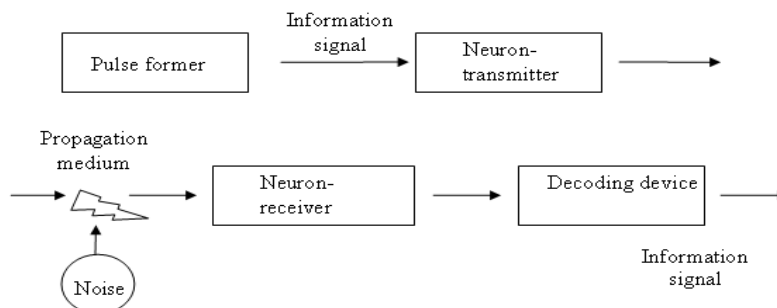 Information
signal
Pulse former
Neuron-
transmitter
Propagation
medium
Neuron-
receiver
Decoding device
Noise
Information
signal